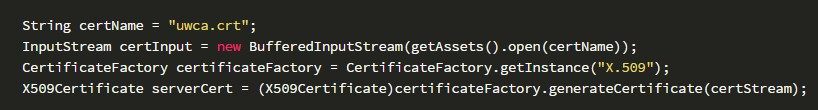 String certName = "uwca.crt";
InputStream certInput = new BufferedInputStream(getAssets().open(certName));
CertificateFactory certificateFactory = CertificateFactory.getInstance("X.509");
X509Certificate serverCert = (X509Certificate)certificateFactory.generateCertificate(certStream);